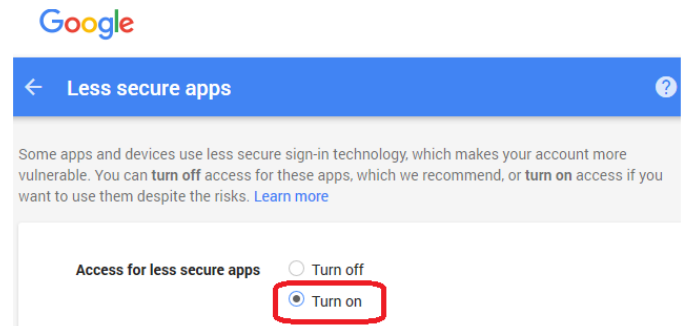 Google
Less secure apps
?
Some apps and devices use less secure sign-in technology, which makes your account more
vulnerable. You can turn off access for these apps, which we recommend, or turn on access if you
want to use them despite the risks. Learn more
Access for less secure apps
Turn off
Turn on